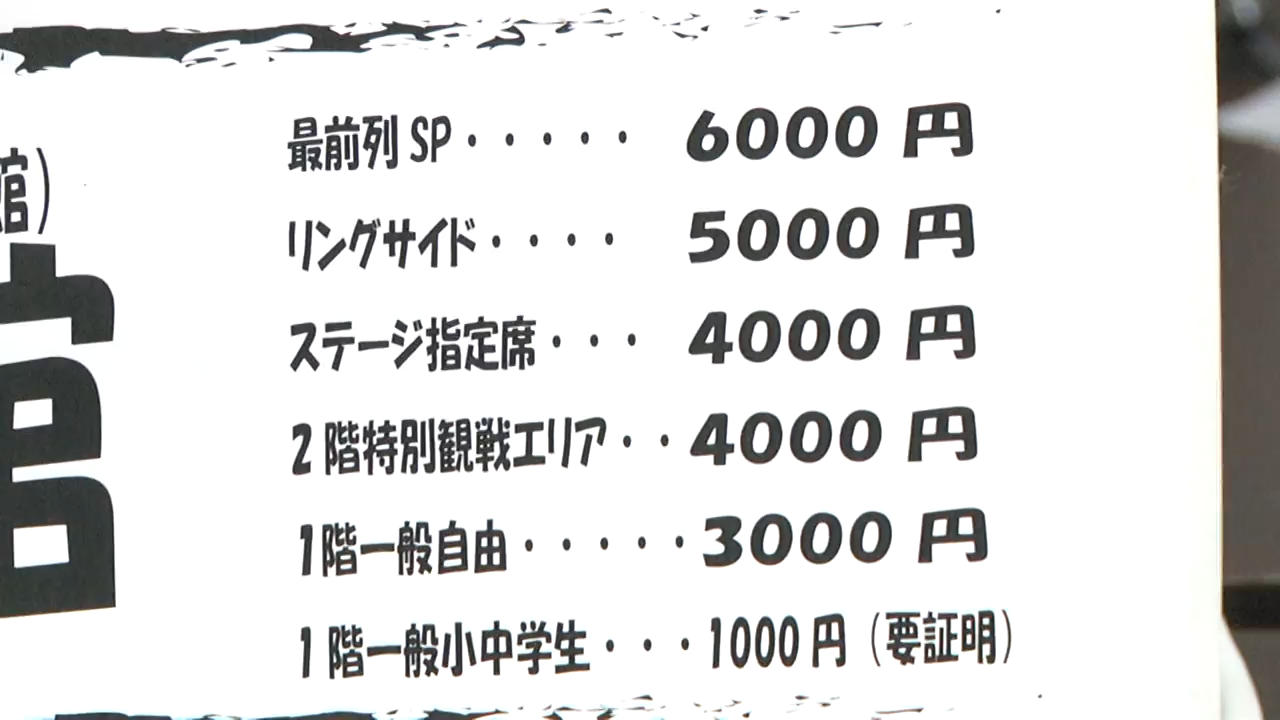 館)
館
最前列SP・・・・・ 6000円
リングサイド・・・・ 5000円
ステージ指定席・・・ 4000円
2階特別観戦エリア・・4000円
1階一般自由・・・・・3000円
1階一般小中学生・・・1000円（要証明）